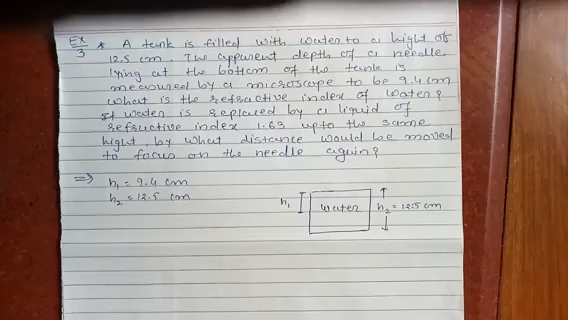 Ex/3 * A tank is filled with water to a hight of
12.5 cm. The apparent depth of a needle
lying at the bottom of the tank is
measured by a microscope to be 9.4 cm
what is the refractive index of water?
If water is replaced by a liquid of
refractive index 1.63 upto the same
hight, by what distance would be moved
to focus on the needle again?
=> h₁ = 9.4 cm
h₂ = 12.5 cm
h₁ water h₂ = 12.5 cm